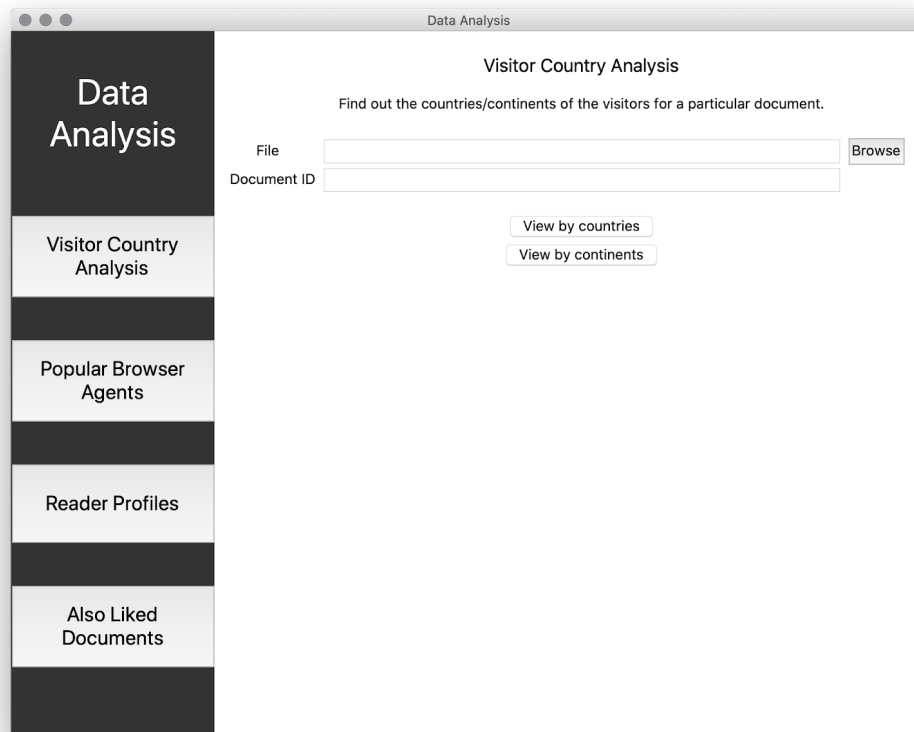 Data Analysis
Data
Analysis
Visitor Country
Analysis
Popular Browser
Agents
Reader Profiles
Also Liked
Documents
Visitor Country Analysis
Find out the countries/continents of the visitors for a particular document.
File
Browse
Document ID
View by countries
View by continents